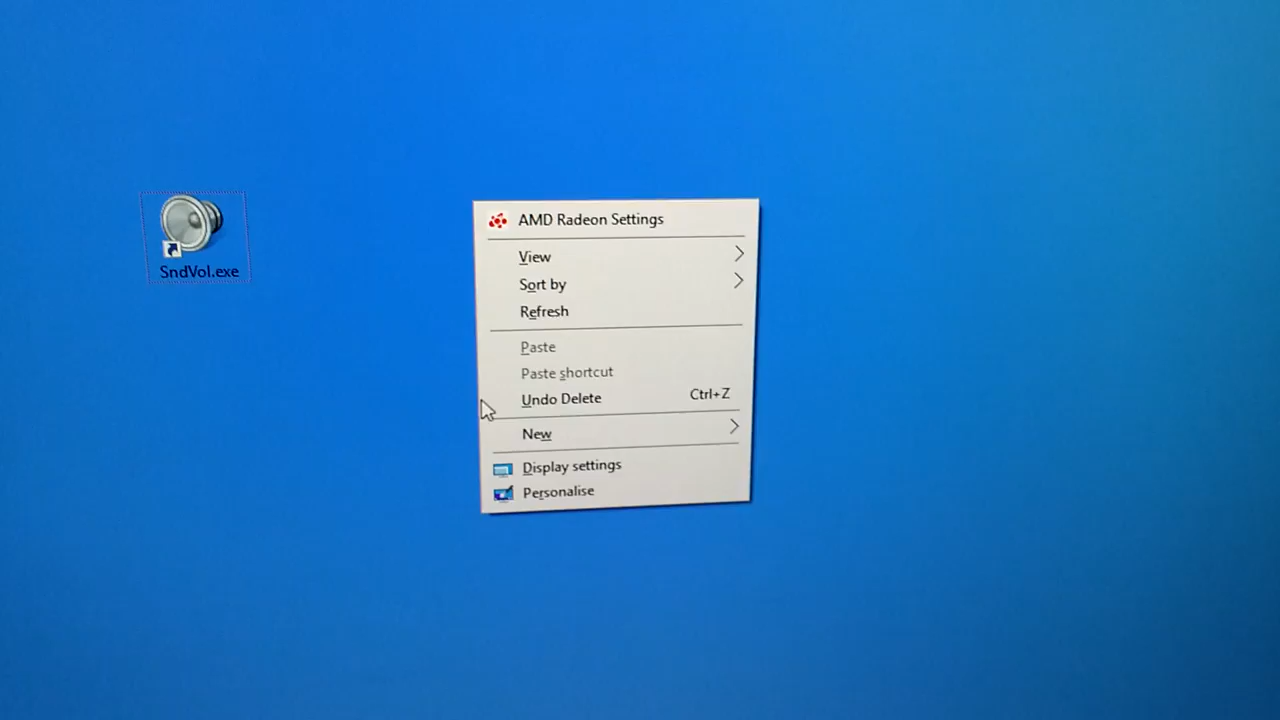 SndVol.exe
AMD Radeon Settings
View
Sort by
Refresh
Paste
Paste shortcut
Undo Delete Ctrl+Z
New
Display settings
Personalise